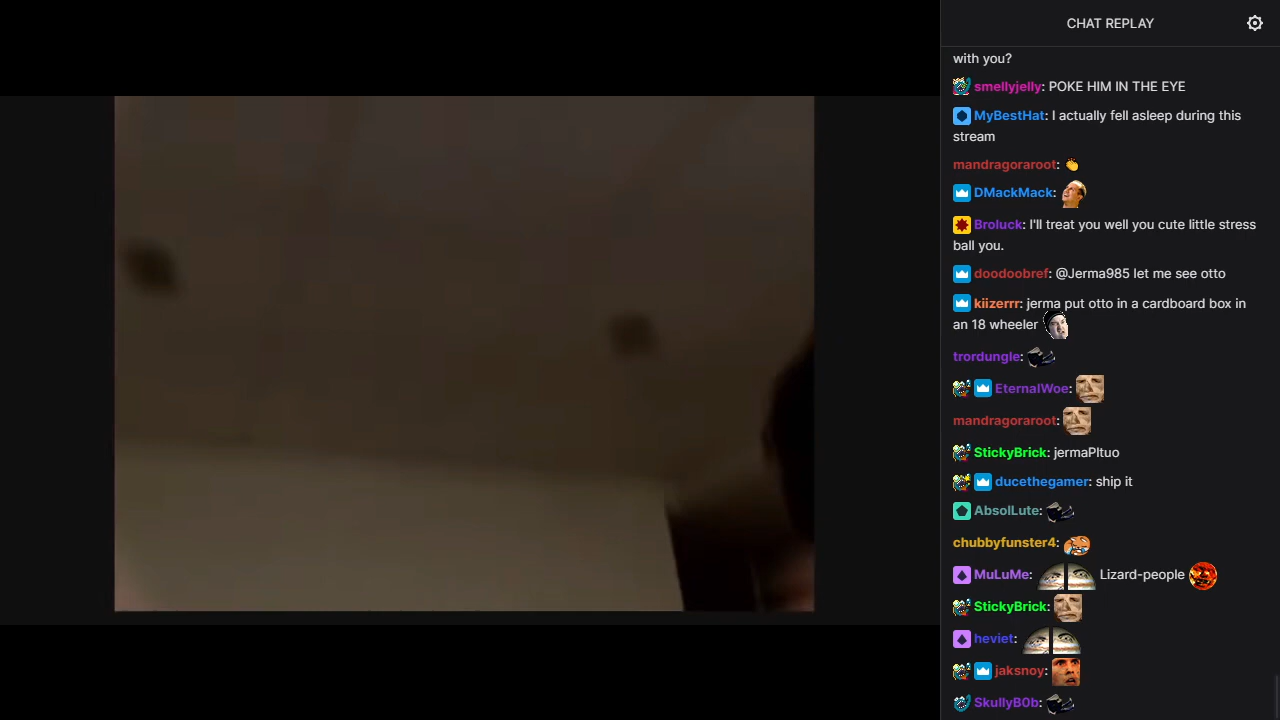 CHAT REPLAY
with you?
smellyjelly: POKE HIM IN THE EYE
MyBestHat: I actually fell asleep during this
stream
mandragoraroot:
DMackMack:
Broluck: I'll treat you well you cute little stress
ball you.
doodoobref: @Jerma985 let me see otto
kiizerrr: jerma put otto in a cardboard box in
an 18 wheeler
trordungle:
EternalWoe:
mandragoraroot:
StickyBrick: jermaPltuo
ducethegamer: ship it
AbsolLute:
chubbyfunster4:
MuLuMe: Lizard-people
StickyBrick:
heviet:
jaksnoy:
SkullyB0b: